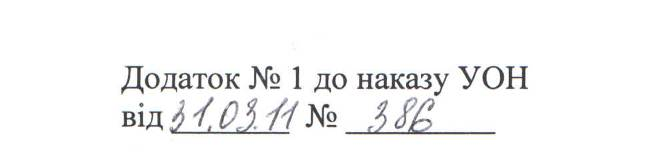 Додаток № 1 до наказу УОН
від 31.03.11 № 386